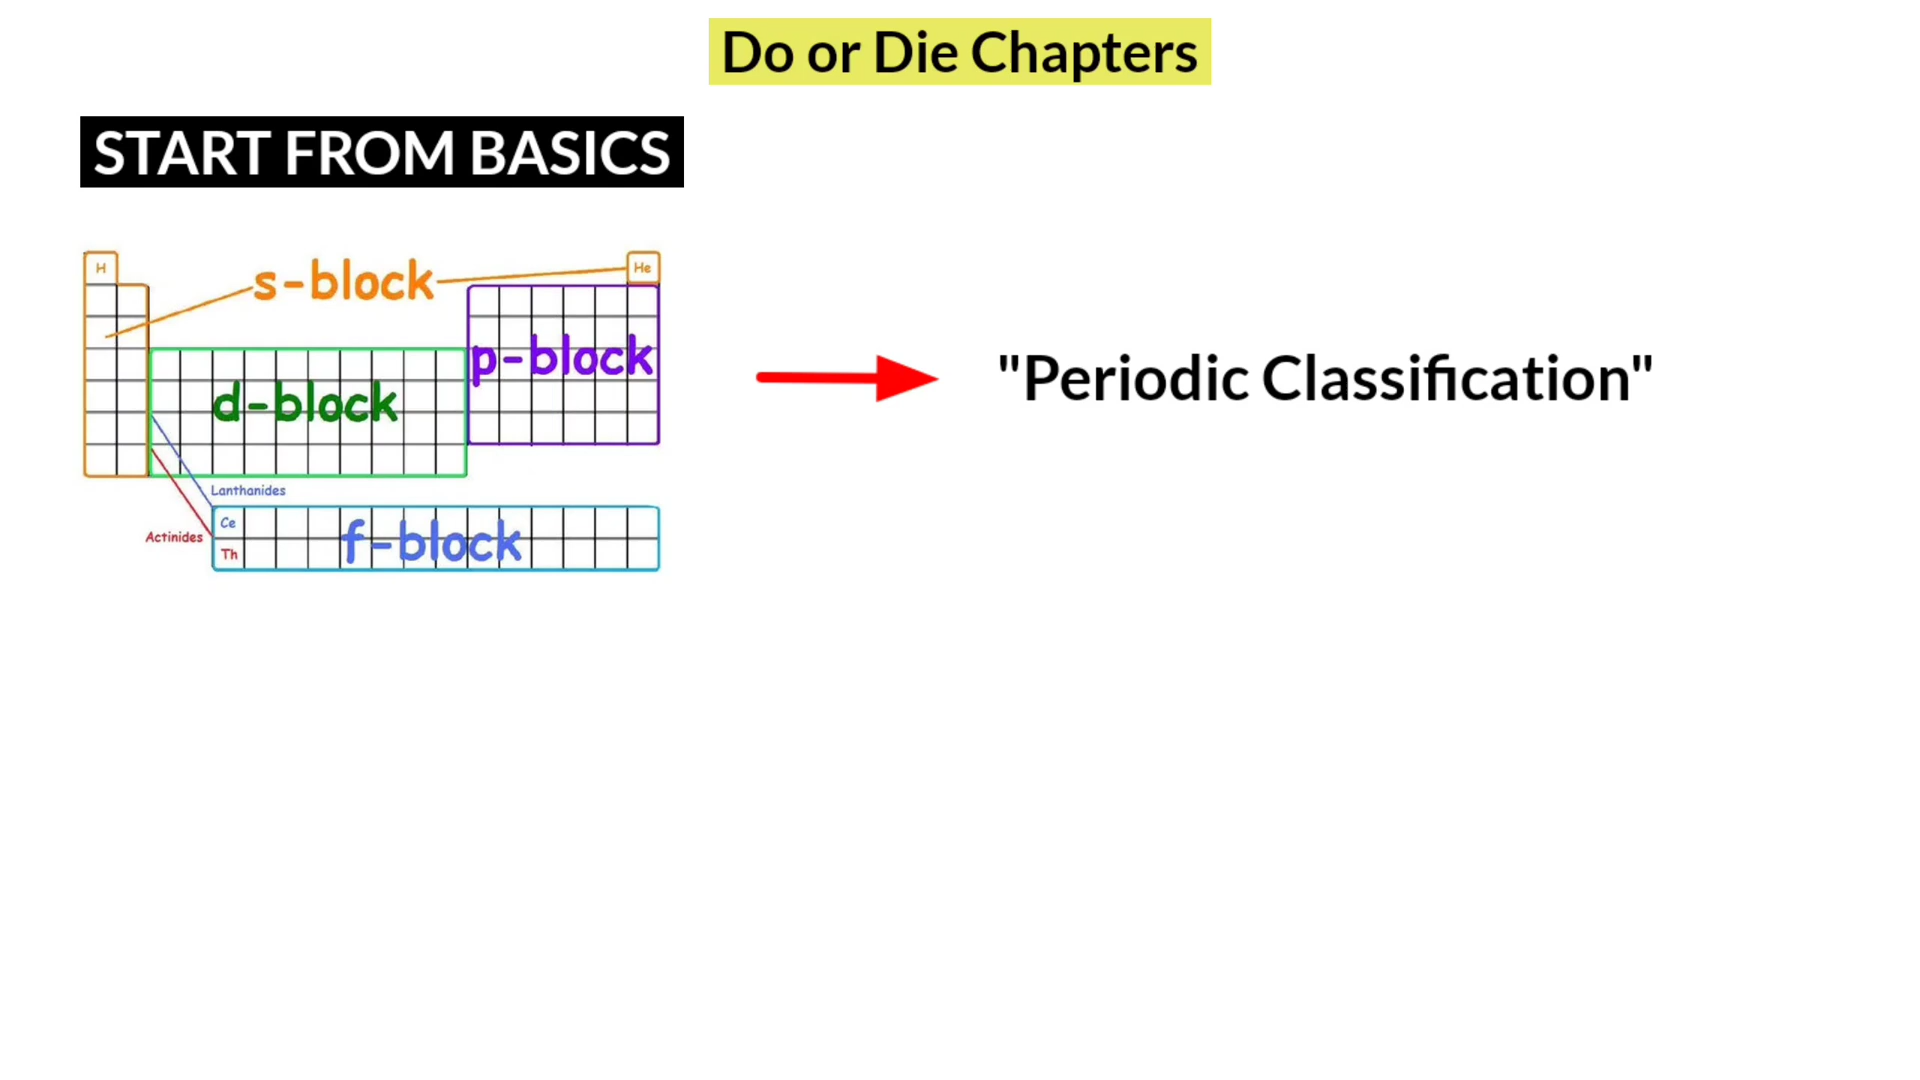 Do or Die Chapters
START FROM BASICS
H
s-block
He
p-block
d-block
Lanthanides
Ce
Actinides
f-block
Th
"Periodic Classification"